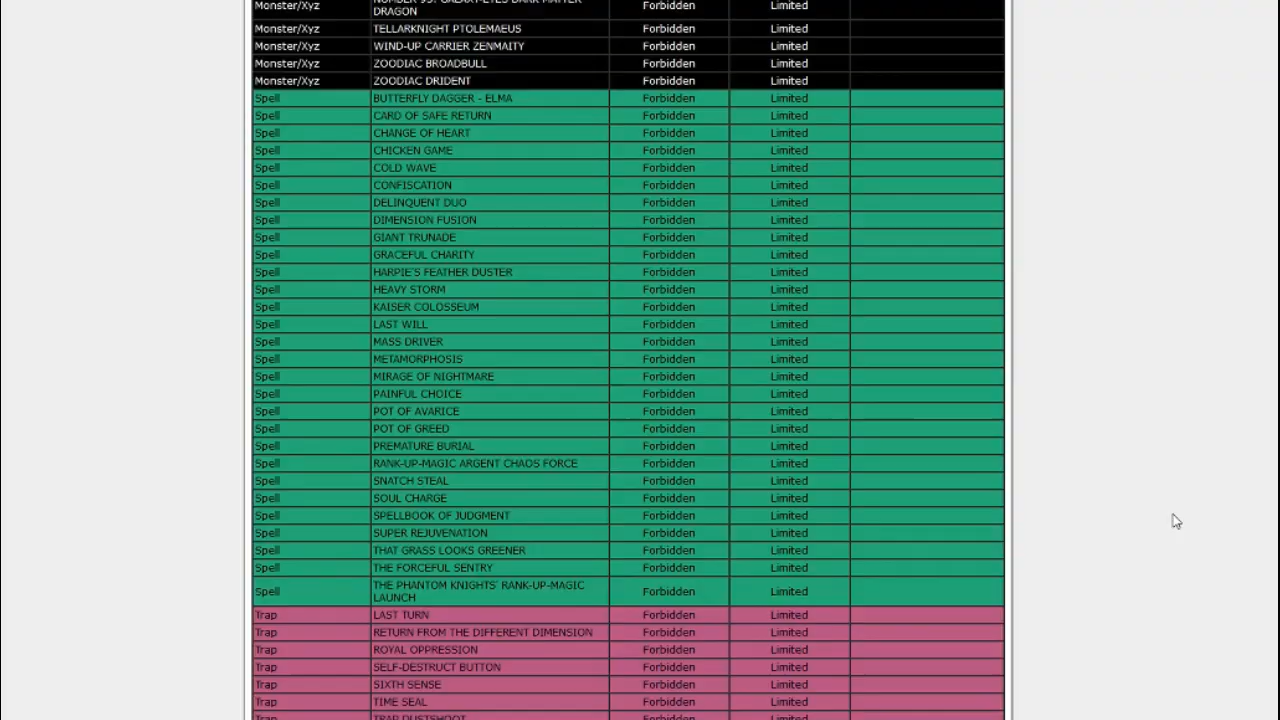 Monster/Xyz NUMBER 95: GALAXY-EYES DARK MATTER DRAGON Forbidden Limited
Monster/Xyz TELLARKNIGHT PTOLEMAEUS Forbidden Limited
Monster/Xyz WIND-UP CARRIER ZENMAITY Forbidden Limited
Monster/Xyz ZOODIAC BROADBULL Forbidden Limited
Monster/Xyz ZOODIAC DRIDENT Forbidden Limited
Spell BUTTERFLY DAGGER - ELMA Forbidden Limited
Spell CARD OF SAFE RETURN Forbidden Limited
Spell CHANGE OF HEART Forbidden Limited
Spell CHICKEN GAME Forbidden Limited
Spell COLD WAVE Forbidden Limited
Spell CONFISCATION Forbidden Limited
Spell DELINQUENT DUO Forbidden Limited
Spell DIMENSION FUSION Forbidden Limited
Spell GIANT TRUNADE Forbidden Limited
Spell GRACEFUL CHARITY Forbidden Limited
Spell HARPIE'S FEATHER DUSTER Forbidden Limited
Spell HEAVY STORM Forbidden Limited
Spell KAISER COLOSSEUM Forbidden Limited
Spell LAST WILL Forbidden Limited
Spell MASS DRIVER Forbidden Limited
Spell METAMORPHOSIS Forbidden Limited
Spell MIRAGE OF NIGHTMARE Forbidden Limited
Spell PAINFUL CHOICE Forbidden Limited
Spell POT OF AVARICE Forbidden Limited
Spell POT OF GREED Forbidden Limited
Spell PREMATURE BURIAL Forbidden Limited
Spell RANK-UP-MAGIC ARGENT CHAOS FORCE Forbidden Limited
Spell SNATCH STEAL Forbidden Limited
Spell SOUL CHARGE Forbidden Limited
Spell SPELLBOOK OF JUDGMENT Forbidden Limited
Spell SUPER REJUVENATION Forbidden Limited
Spell THAT GRASS LOOKS GREENER Forbidden Limited
Spell THE FORCEFUL SENTRY Forbidden Limited
Spell THE PHANTOM KNIGHTS' RANK-UP-MAGIC LAUNCH Forbidden Limited
Trap LAST TURN Forbidden Limited
Trap RETURN FROM THE DIFFERENT DIMENSION Forbidden Limited
Trap ROYAL OPPRESSION Forbidden Limited
Trap SELF-DESTRUCT BUTTON Forbidden Limited
Trap SIXTH SENSE Forbidden Limited
Trap TIME SEAL Forbidden Limited
Trap TRAP DUSTSHOOT Forbidden Limited